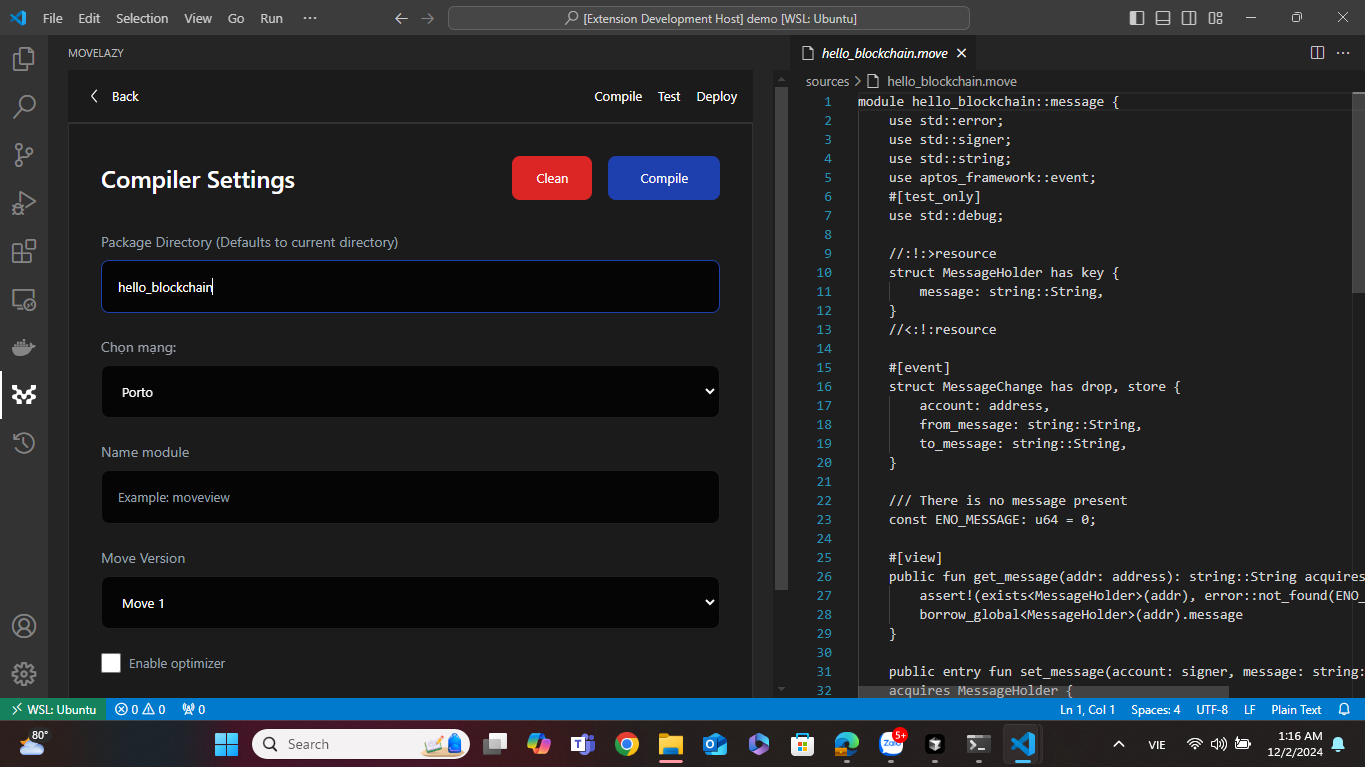 File Edit Selection View Go Run ···
[Extension Development Host] demo [WSL: Ubuntu]
MOVELAZY
Back
Compile Test Deploy
Compiler Settings
Clean
Compile
Package Directory (Defaults to current directory)
hello_blockchain
Chọn mạng:
Porto
Name module
Example: moveview
Move Version
Move 1
Enable optimizer
hello_blockchain.move
sources > hello_blockchain.move
1 module hello_blockchain::message {
2 use std::error;
3 use std::signer;
4 use std::string;
5 use aptos_framework::event;
6 #[test_only]
7 use std::debug;
8
9 //:!:>resource
10 struct MessageHolder has key {
11 message: string::String,
12 }
13 //<:!:resource
14
15 #[event]
16 struct MessageChange has drop, store {
17 account: address,
18 from_message: string::String,
19 to_message: string::String,
20 }
21
22 /// There is no message present
23 const ENO_MESSAGE: u64 = 0;
24
25 #[view]
26 public fun get_message(addr: address): string::String acquires
27 assert!(exists<MessageHolder>(addr), error::not_found(ENO_
28 borrow_global<MessageHolder>(addr).message
29 }
30
31 public entry fun set_message(account: signer, message: string:
32 acquires MessageHolder {
WSL: Ubuntu 0 0 0
Ln 1, Col 1 Spaces: 4 UTF-8 LF Plain Text
80°
Search
Zalo
5+
VIE
1:16 AM
12/2/2024